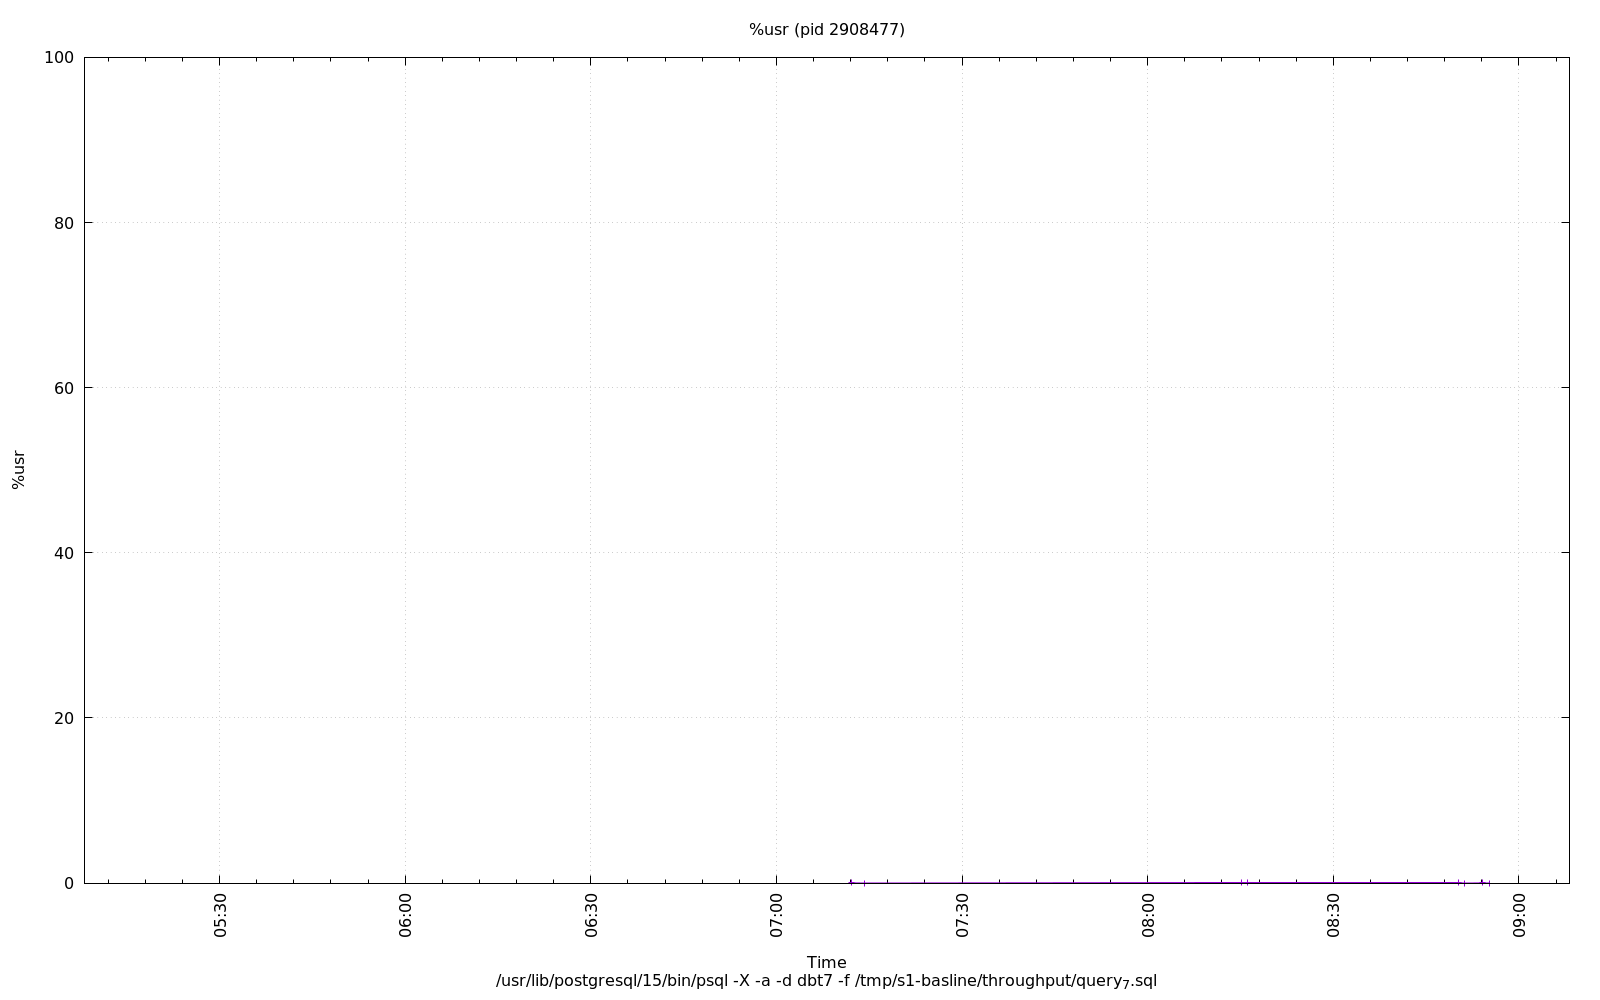 %usr (pid 2908477)
100
80
60
40
20
0
%usr
05:30 06:00 06:30 07:00 07:30 08:00 08:30 09:00
Time
/usr/lib/postgresql/15/bin/psql -X -a -d dbt7 -f /tmp/s1-basline/throughput/query₇.sql